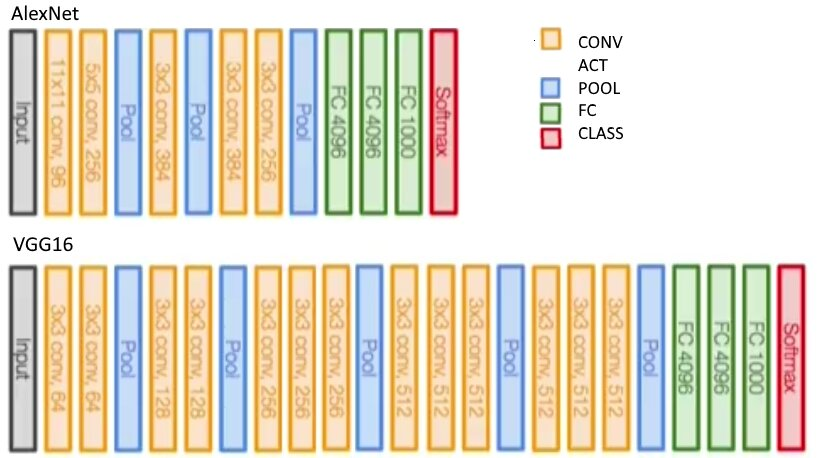 AlexNet
Input
11x11 conv, 96
5x5 conv, 256
Pool
3x3 conv, 384
Pool
3x3 conv, 384
3x3 conv, 256
Pool
FC 4096
FC 4096
FC 1000
Softmax
CONV
ACT
POOL
FC
CLASS
VGG16
Input
3x3 conv, 64
3x3 conv, 64
Pool
3x3 conv, 128
3x3 conv, 128
Pool
3x3 conv, 256
3x3 conv, 256
3x3 conv, 256
Pool
3x3 conv, 512
3x3 conv, 512
3x3 conv, 512
Pool
3x3 conv, 512
3x3 conv, 512
3x3 conv, 512
Pool
FC 4096
FC 4096
FC 1000
Softmax